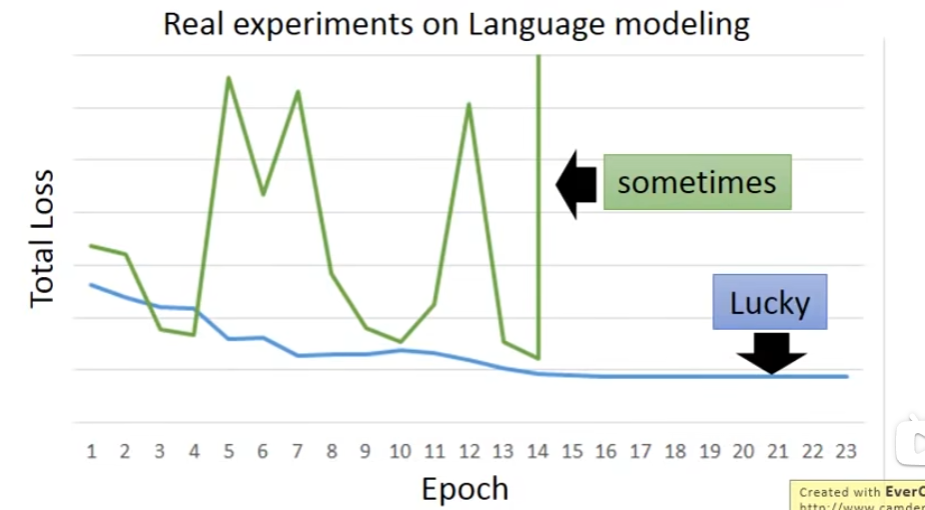 Real experiments on Language modeling
Total Loss
sometimes
Lucky
1 2 3 4 5 6 7 8 9 10 11 12 13 14 15 16 17 18 19 20 21 22 23
Epoch
Created with